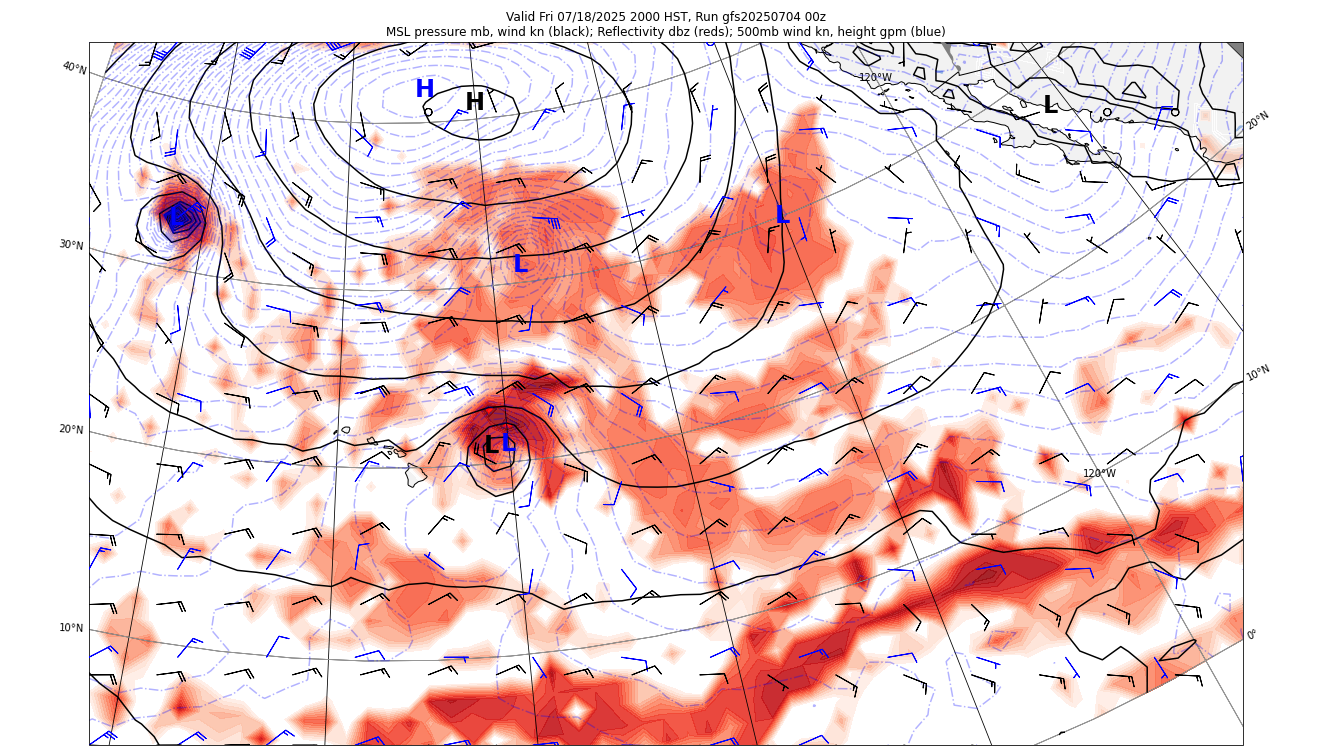 Valid Fri 07/18/2025 2000 HST, Run gfs20250704 00z
MSL pressure mb, wind kn (black); Reflectivity dbz (reds); 500mb wind kn, height gpm (blue)
40°N
120°W
H
H
L
20°N
L
L
30°N
L
10°N
20°N
L
L
120°W
10°N
0°